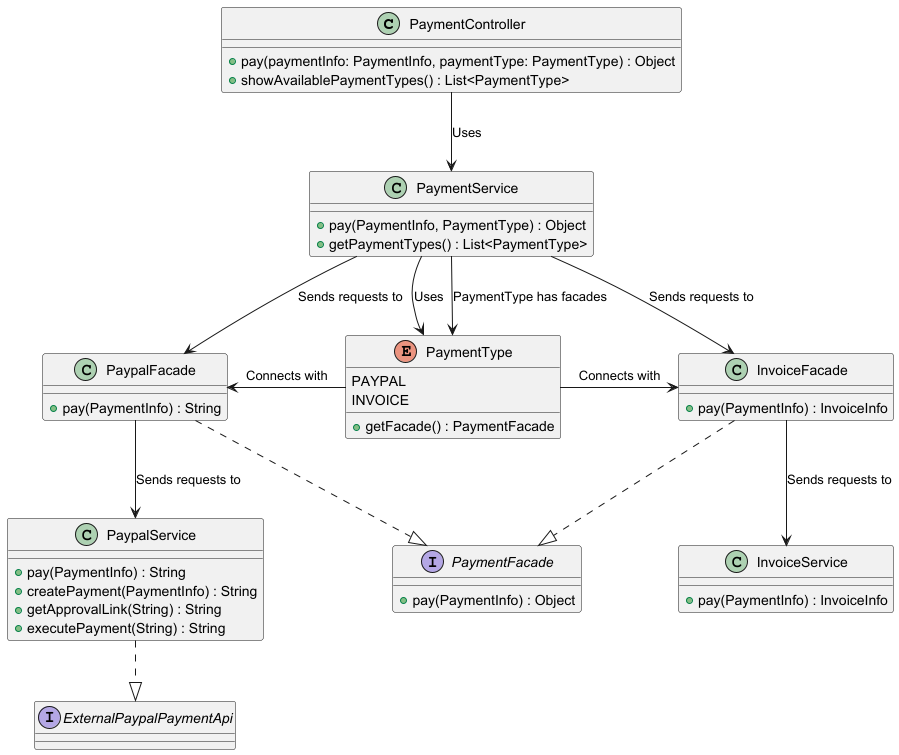 C PaymentController
pay(paymentInfo: PaymentInfo, paymentType: PaymentType) : Object
showAvailablePaymentTypes() : List<PaymentType>
Uses
C PaymentService
pay(PaymentInfo, PaymentType) : Object
getPaymentTypes() : List<PaymentType>
Sends requests to
Uses
PaymentType has facades
Sends requests to
C PaypalFacade
pay(PaymentInfo) : String
Connects with
E PaymentType
PAYPAL
INVOICE
getFacade() : PaymentFacade
Connects with
C InvoiceFacade
pay(PaymentInfo) : InvoiceInfo
Sends requests to
Sends requests to
C PaypalService
pay(PaymentInfo) : String
createPayment(PaymentInfo) : String
getApprovalLink(String) : String
executePayment(String) : String
I PaymentFacade
pay(PaymentInfo) : Object
C InvoiceService
pay(PaymentInfo) : InvoiceInfo
I ExternalPaypalPaymentApi